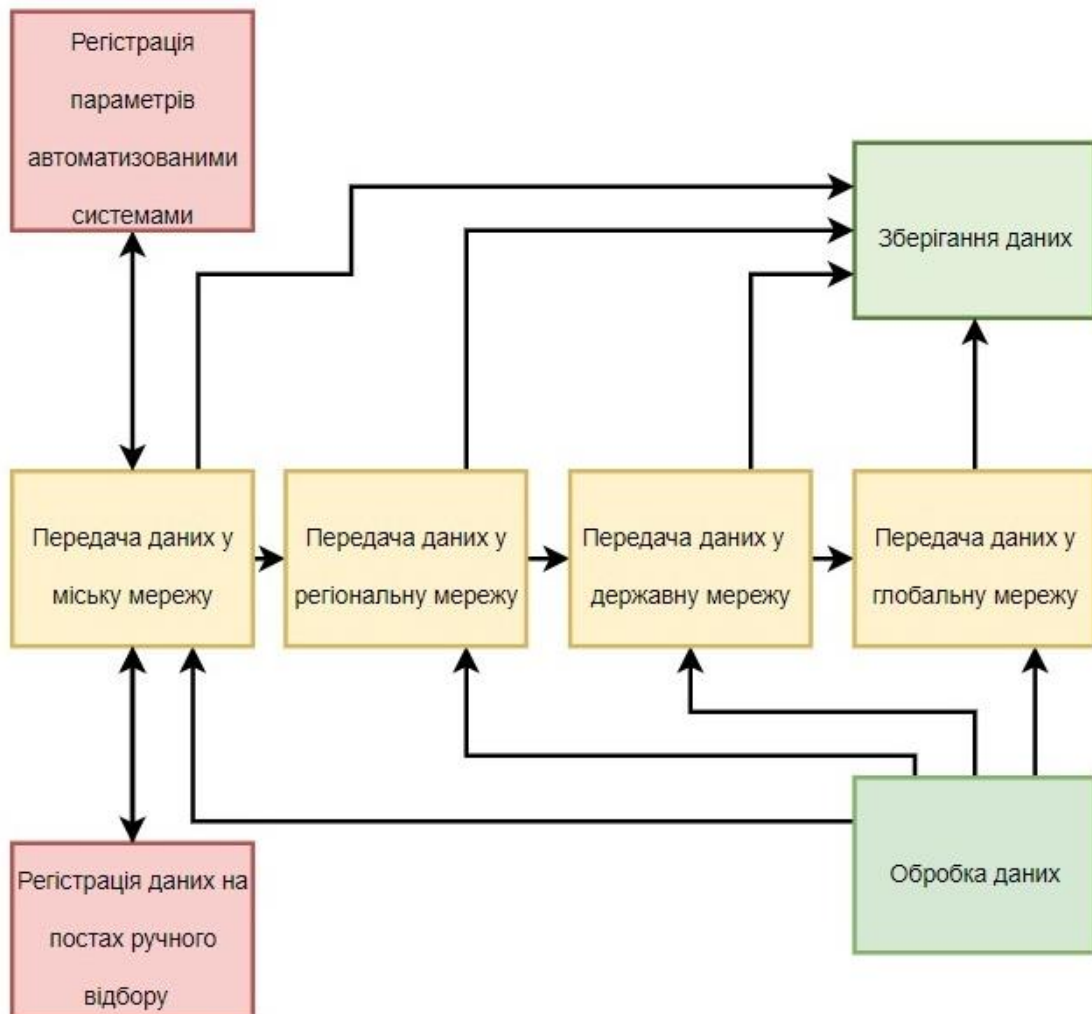 Регістрація
параметрів
автоматизованими
системами
Зберігання даних
Передача даних у
міську мережу
Передача даних у
регіональну мережу
Передача даних у
державну мережу
Передача даних у
глобальну мережу
Регістрація даних на
постах ручного
відбору
Обробка даних